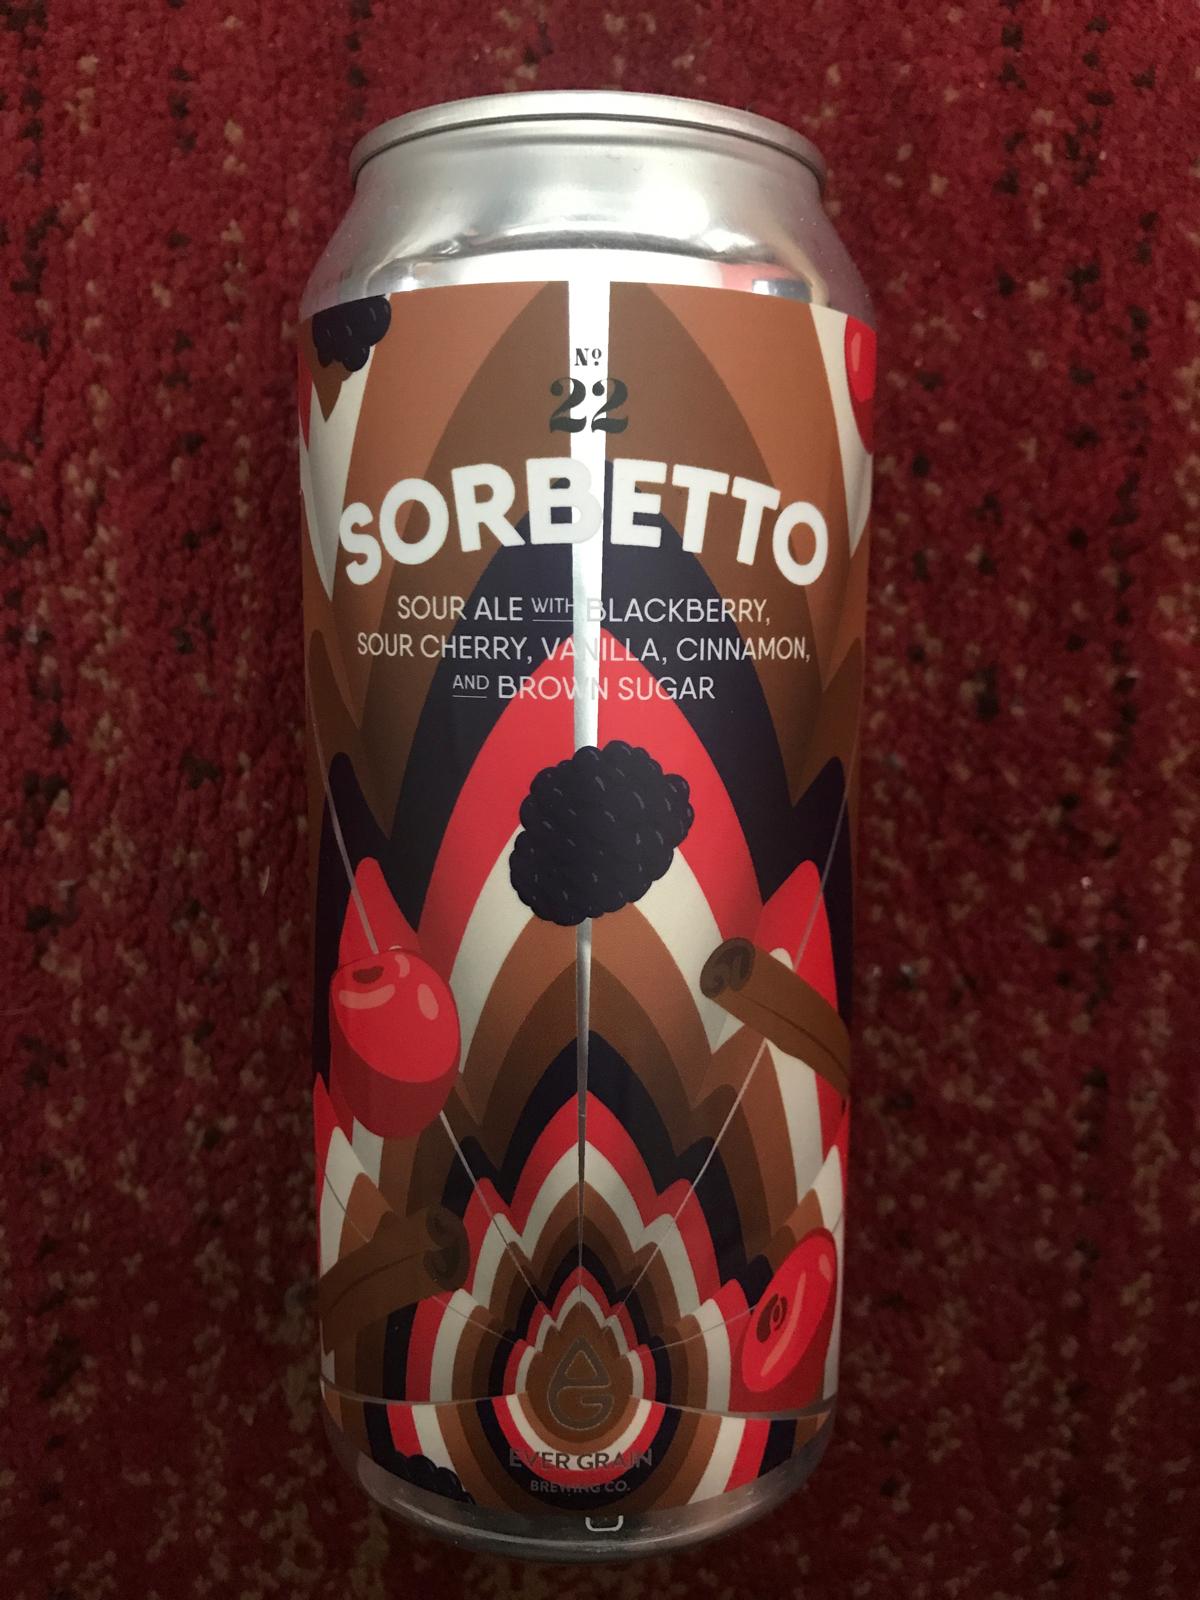 Nº
22
SORBETTO
SOUR ALE WITH BLACKBERRY,
SOUR CHERRY, VANILLA, CINNAMON,
AND BROWN SUGAR
EVER GRAIN
BREWING CO.